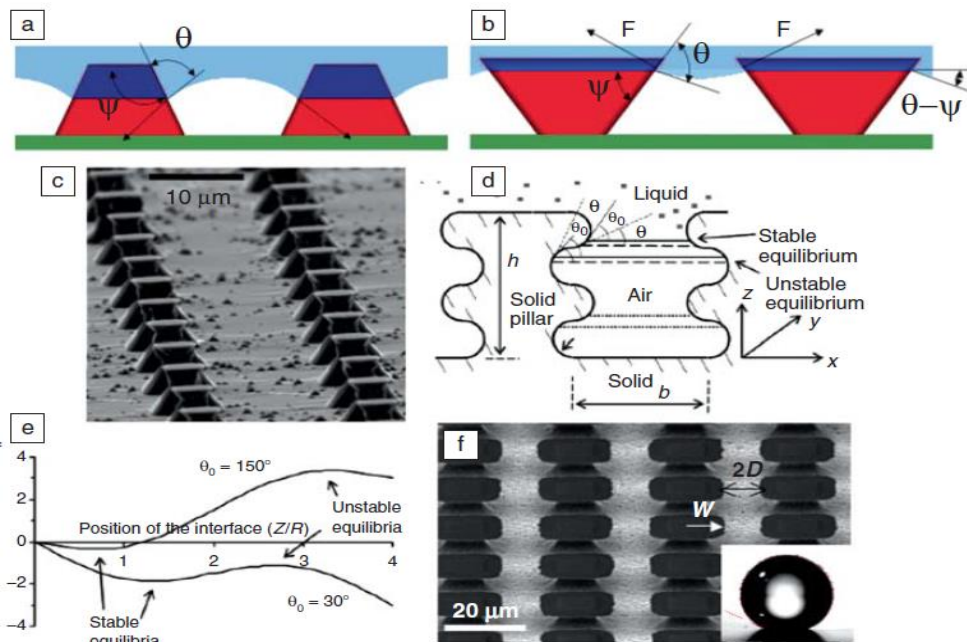 a
θ
ψ
b
F
F
θ
ψ
θ–ψ
c
10 μm
d
Liquid
θ
θ₀
θ₀
θ
h
Stable
equilibrium
Unstable
equilibrium
Air
Solid
pillar
z
y
x
Solid
b
e
4
2
0
–2
–4
θ₀ = 150°
Unstable
equilibria
Position of the interface (Z/R)
1
2
3
4
Stable
equilibria
θ₀ = 30°
f
2D
W
20 μm